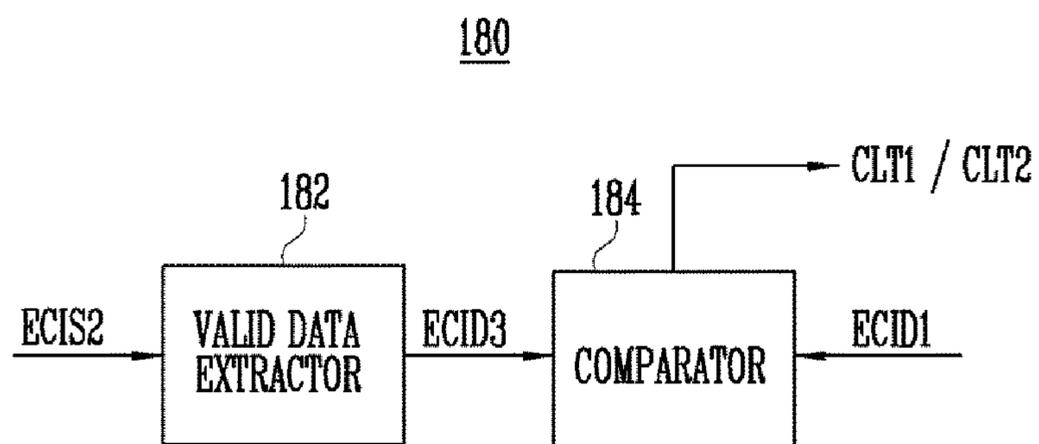 180
CLT1 / CLT2
182
184
ECIS2
VALID DATA
EXTRACTOR
ECID3
COMPARATOR
ECID1